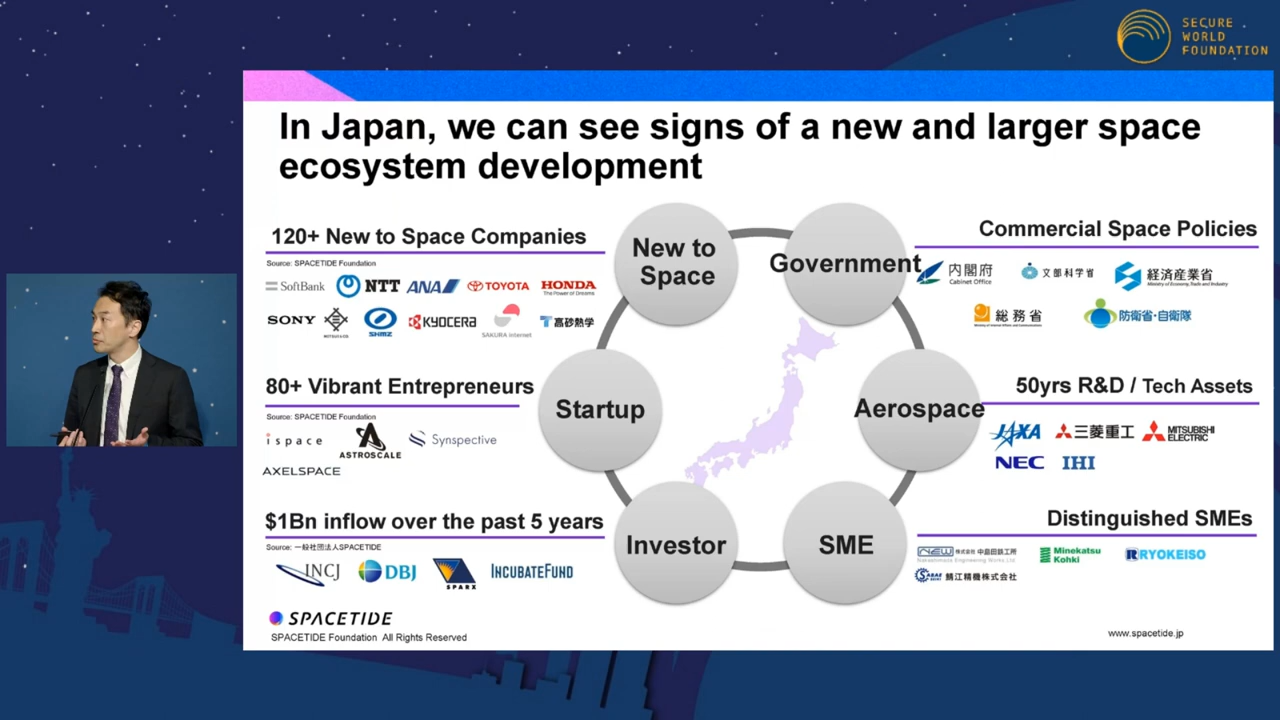 SECURE
WORLD
FOUNDATION
In Japan, we can see signs of a new and larger space
ecosystem development
120+ New to Space Companies
Source: SPACETIDE Foundation
SoftBank
NTT
ANA
TOYOTA
HONDA
The Power of Dreams
SONY
MITSUI & CO.
SHIMZ
KYOCERA
SAKURA internet
高砂熱学
80+ Vibrant Entrepreneurs
Source: SPACETIDE Foundation
ispace
ASTROSCALE
Synspective
AXELSPACE
$1Bn inflow over the past 5 years
Source: 一般社団法人SPACETIDE
INCJ
DBJ
SPARX
INCUBATEFUND
New to
Space
Government
Startup
Aerospace
Investor
SME
Commercial Space Policies
内閣府
Cabinet Office
文部科学省
経済産業省
Ministry of Economy, Trade and Industry
総務省
Ministry of Internal Affairs and Communications
防衛省・自衛隊
50yrs R&D / Tech Assets
JAXA
三菱重工
MITSUBISHI
ELECTRIC
NEC
IHI
Distinguished SMEs
NEW 株式会社 中島田鉄工所
Nakashimada Engineering Works Ltd
Minekatsu
Kohki
RYOKEISO
鯖江精機株式会社
SPACETIDE
SPACETIDE Foundation All Rights Reserved
www.spacetide.jp